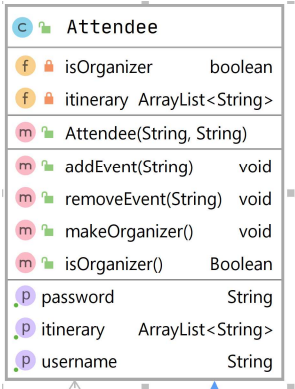 C Attendee
f isOrganizer boolean
f itinerary ArrayList<String>
m Attendee(String, String)
m addEvent(String) void
m removeEvent(String) void
m makeOrganizer() void
m isOrganizer() Boolean
p password String
p itinerary ArrayList<String>
p username String